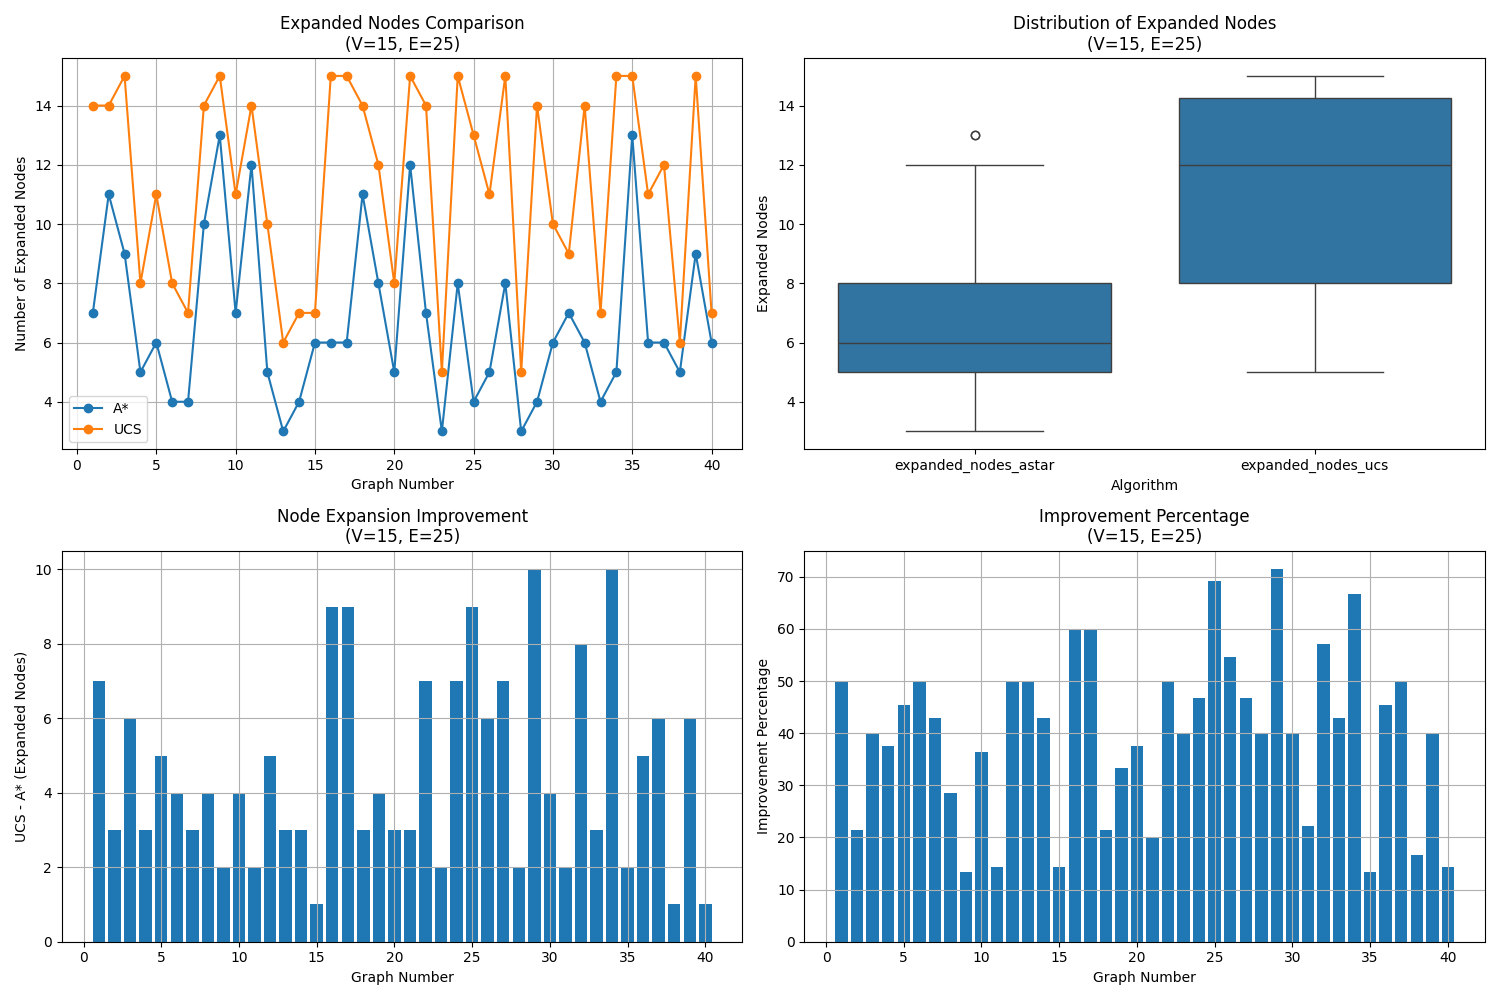 Expanded Nodes Comparison
(V=15, E=25)
Number of Expanded Nodes
14
12
10
8
6
4
A*
UCS
0 5 10 15 20 25 30 35 40
Graph Number
Distribution of Expanded Nodes
(V=15, E=25)
Expanded Nodes
14
12
10
8
6
4
expanded_nodes_astar expanded_nodes_ucs
Algorithm
Node Expansion Improvement
(V=15, E=25)
UCS - A* (Expanded Nodes)
10
8
6
4
2
0
0 5 10 15 20 25 30 35 40
Graph Number
Improvement Percentage
(V=15, E=25)
Improvement Percentage
70
60
50
40
30
20
10
0
0 5 10 15 20 25 30 35 40
Graph Number